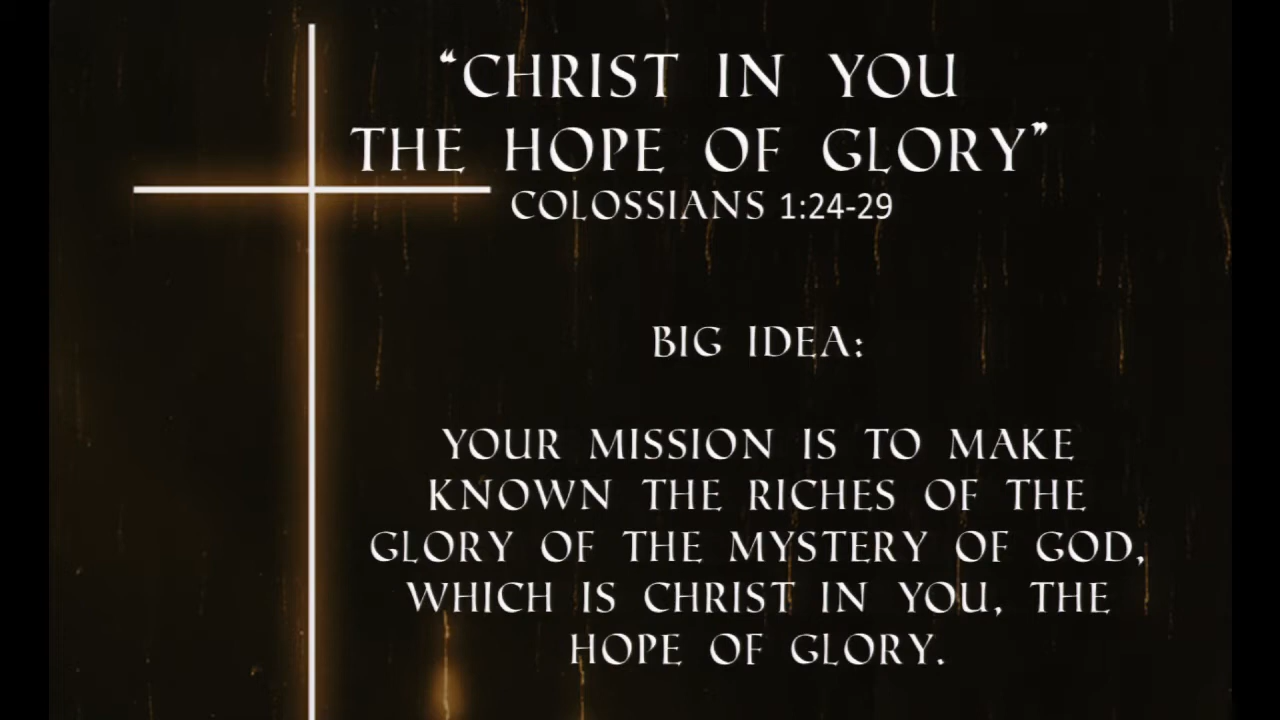 “CHRIST IN YOU
THE HOPE OF GLORY”
COLOSSIANS 1:24-29
BIG IDEA:
YOUR MISSION IS TO MAKE
KNOWN THE RICHES OF THE
GLORY OF THE MYSTERY OF GOD,
WHICH IS CHRIST IN YOU, THE
HOPE OF GLORY.